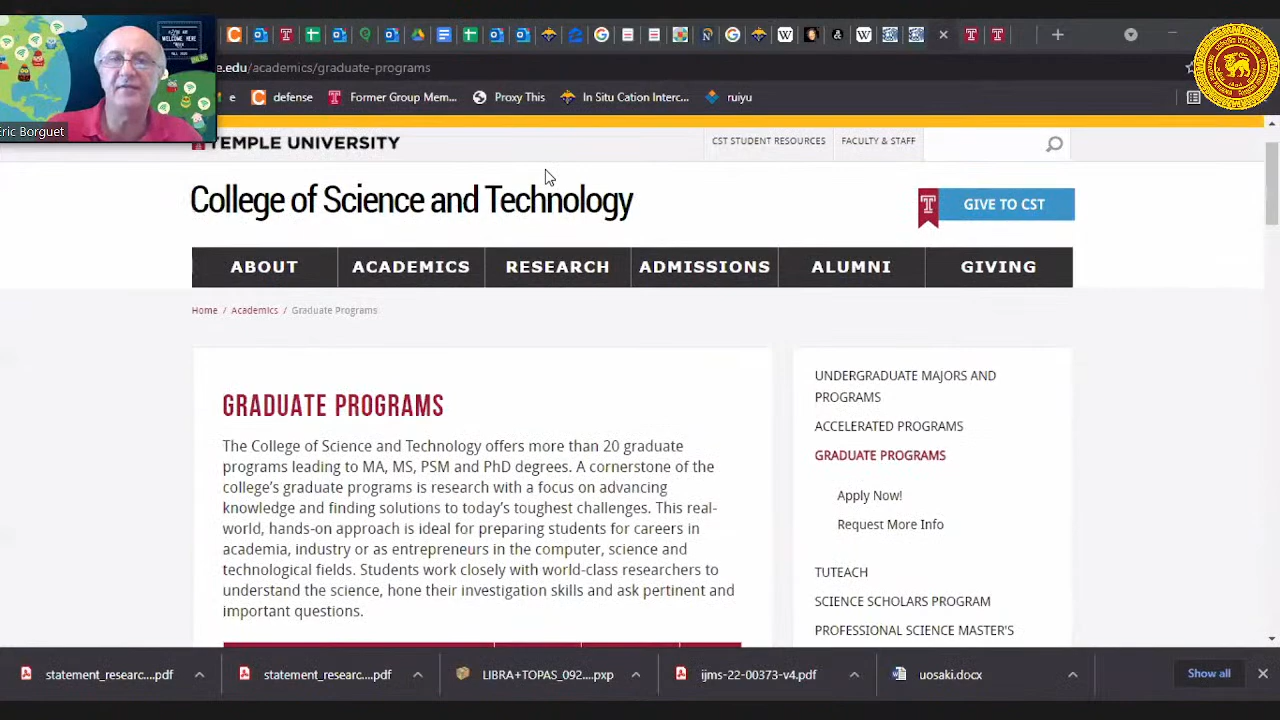 e.edu/academics/graduate-programs
e
defense
Former Group Mem...
Proxy This
In Situ Cation Interc...
ruiyu
Eric Borguet
TEMPLE UNIVERSITY
CST STUDENT RESOURCES
FACULTY & STAFF
College of Science and Technology
GIVE TO CST
ABOUT
ACADEMICS
RESEARCH
ADMISSIONS
ALUMNI
GIVING
Home / Academics / Graduate Programs
GRADUATE PROGRAMS
The College of Science and Technology offers more than 20 graduate
programs leading to MA, MS, PSM and PhD degrees. A cornerstone of the
college's graduate programs is research with a focus on advancing
knowledge and finding solutions to today's toughest challenges. This real-
world, hands-on approach is ideal for preparing students for careers in
academia, industry or as entrepreneurs in the computer, science and
technological fields. Students work closely with world-class researchers to
understand the science, hone their investigation skills and ask pertinent and
important questions.
UNDERGRADUATE MAJORS AND
PROGRAMS
ACCELERATED PROGRAMS
GRADUATE PROGRAMS
Apply Now!
Request More Info
TUTEACH
SCIENCE SCHOLARS PROGRAM
PROFESSIONAL SCIENCE MASTER'S
statement_researc....pdf
statement_researc....pdf
LIBRA+TOPAS_092....pxp
ijms-22-00373-v4.pdf
uosaki.docx
Show all